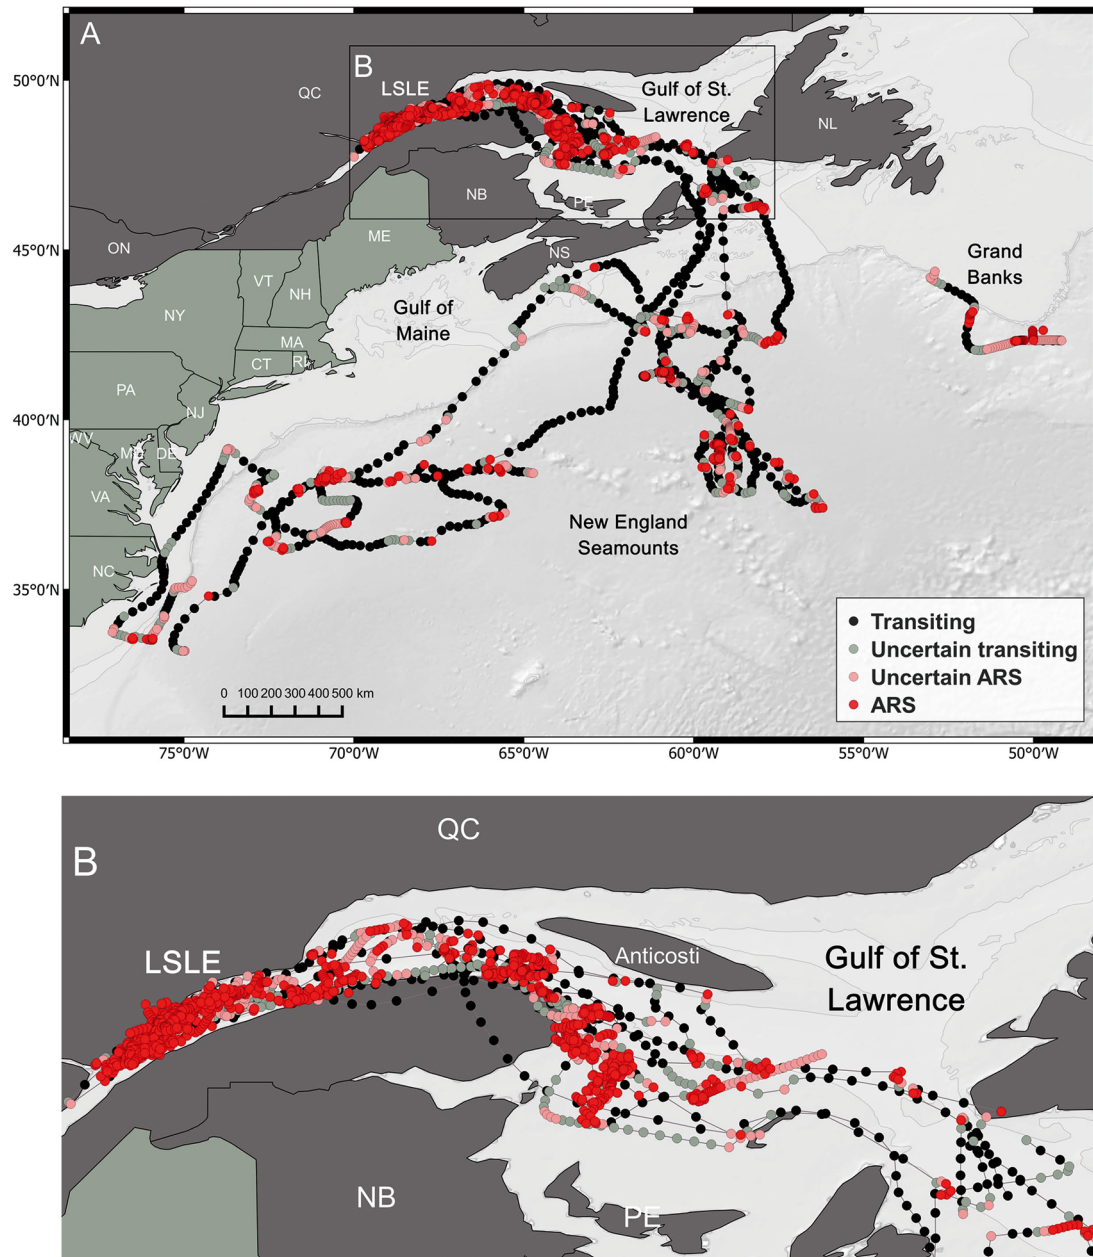 A
50°0'N
B
QC
LSLE
Gulf of St.
Lawrence
NL
NB
PE
45°0'N
ON
ME
NS
Grand
Banks
VT
NH
Gulf of
Maine
NY
MA
CT
RI
PA
NJ
40°0'N
WV
MD
DE
VA
New England
Seamounts
NC
35°0'N
Transiting
Uncertain transiting
Uncertain ARS
ARS
0 100 200 300 400 500 km
75°0'W
70°0'W
65°0'W
60°0'W
55°0'W
50°0'W
B
QC
LSLE
Anticosti
Gulf of St.
Lawrence
NB
PE